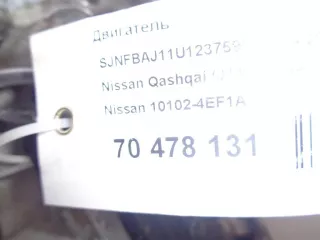 Двигатель
SJNFBAJ11U123759
Nissan Qashqai
Nissan 10102-4EF1A
70 478 131